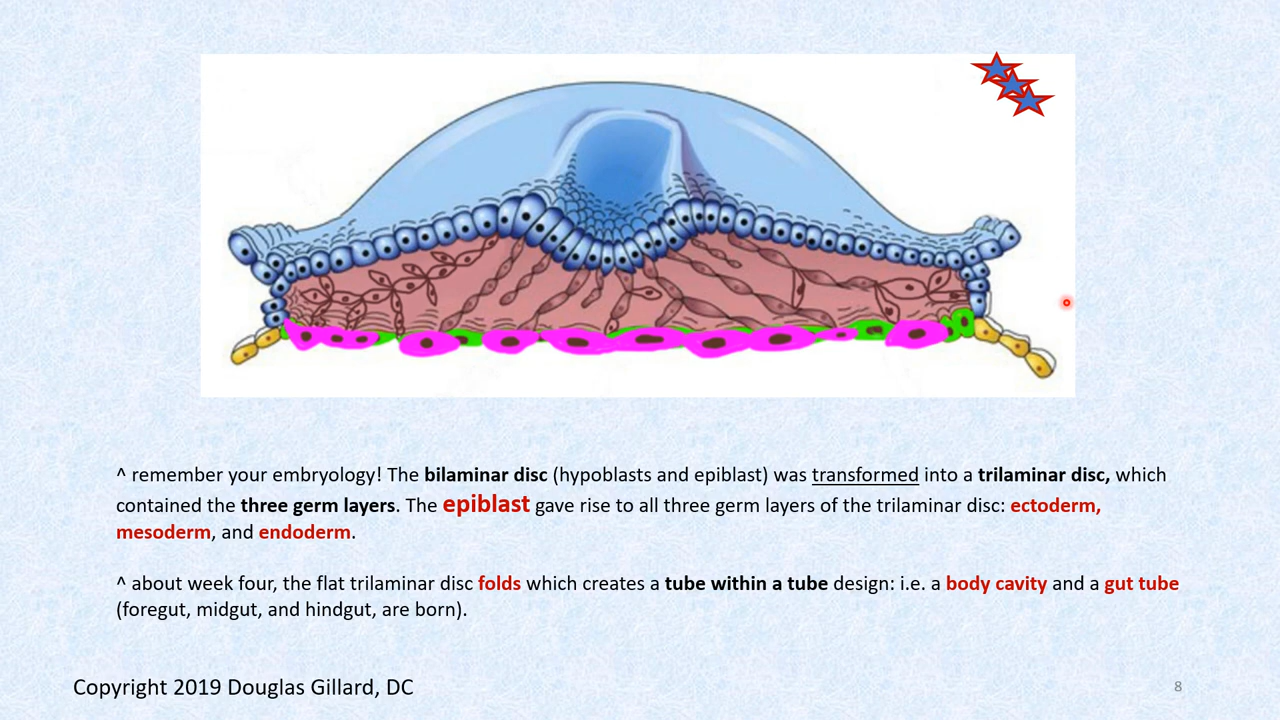 ^ remember your embryology! The bilaminar disc (hypoblasts and epiblast) was transformed into a trilaminar disc, which
contained the three germ layers. The epiblast gave rise to all three germ layers of the trilaminar disc: ectoderm,
mesoderm, and endoderm.
^ about week four, the flat trilaminar disc folds which creates a tube within a tube design: i.e. a body cavity and a gut tube
(foregut, midgut, and hindgut, are born).
Copyright 2019 Douglas Gillard, DC
8